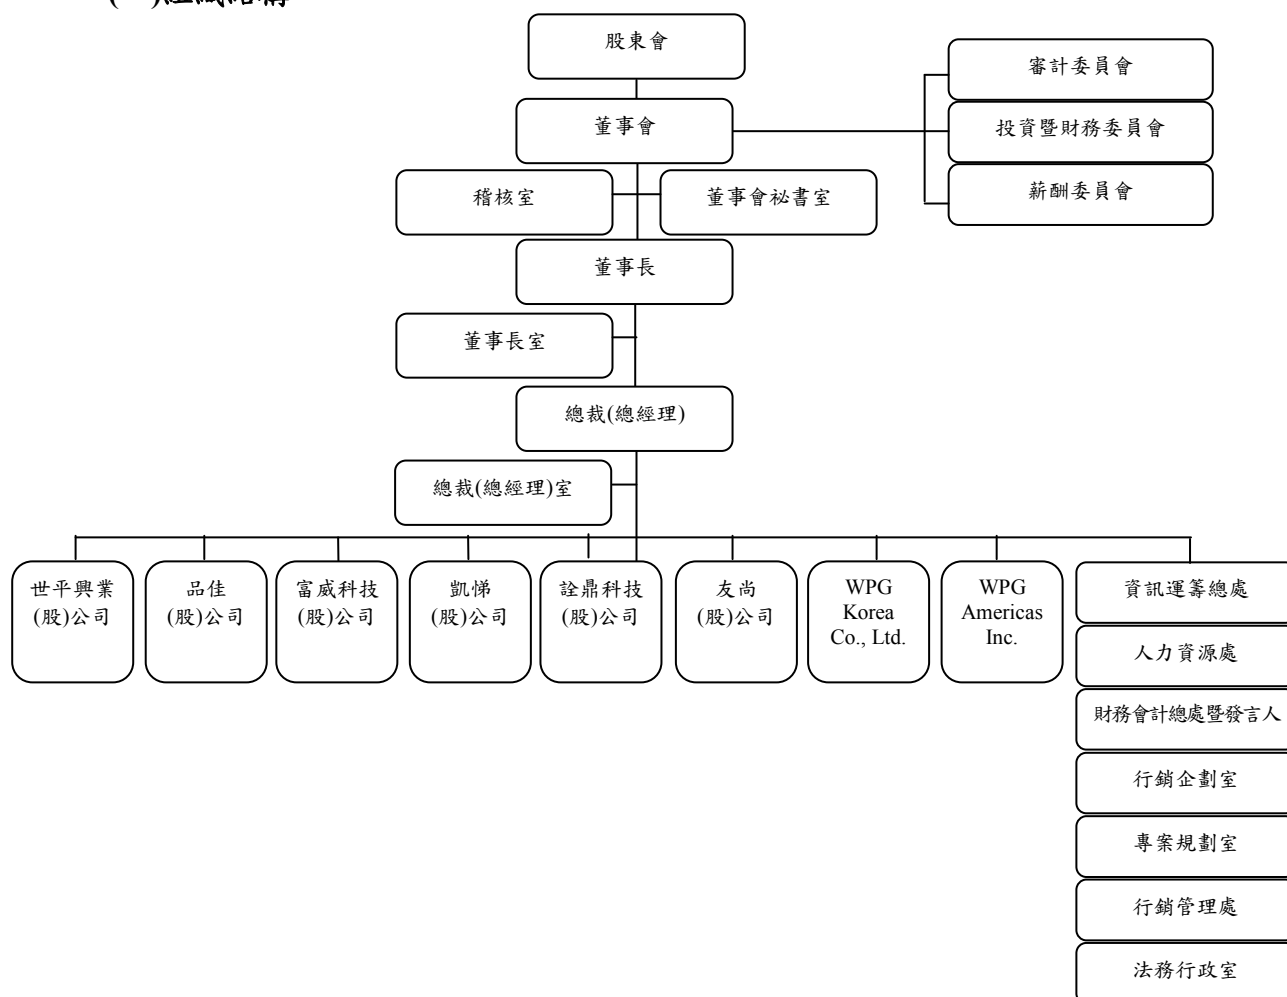 組織結構
股東會
審計委員會
董事會
投資暨財務委員會
稽核室
董事會祕書室
薪酬委員會
董事長
董事長室
總裁(總經理)
總裁(總經理)室
世平興業
(股)公司
品佳
(股)公司
富威科技
(股)公司
凱悌
(股)公司
詮鼎科技
(股)公司
友尚
(股)公司
WPG
Korea
Co., Ltd.
WPG
Americas
Inc.
資訊運籌總處
人力資源處
財務會計總處暨發言人
行銷企劃室
專案規劃室
行銷管理處
法務行政室